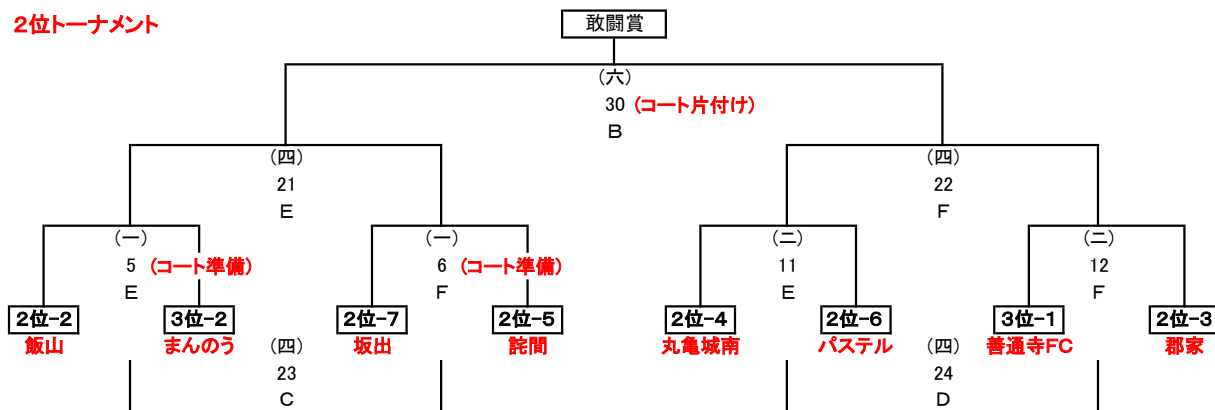 2位トーナメント
敢闘賞
(六)
30 (コート片付け)
B
(四) (四)
21 22
E F
(一) (一) (二) (二)
5 (コート準備) 6 (コート準備) 11 12
E F E F
2位-2 3位-2 2位-7 2位-5 2位-4 2位-6 3位-1 2位-3
飯山 まんのう 坂出 詫間 丸亀城南 パステル 善通寺FC 郡家
(四) (四)
23 24
C D